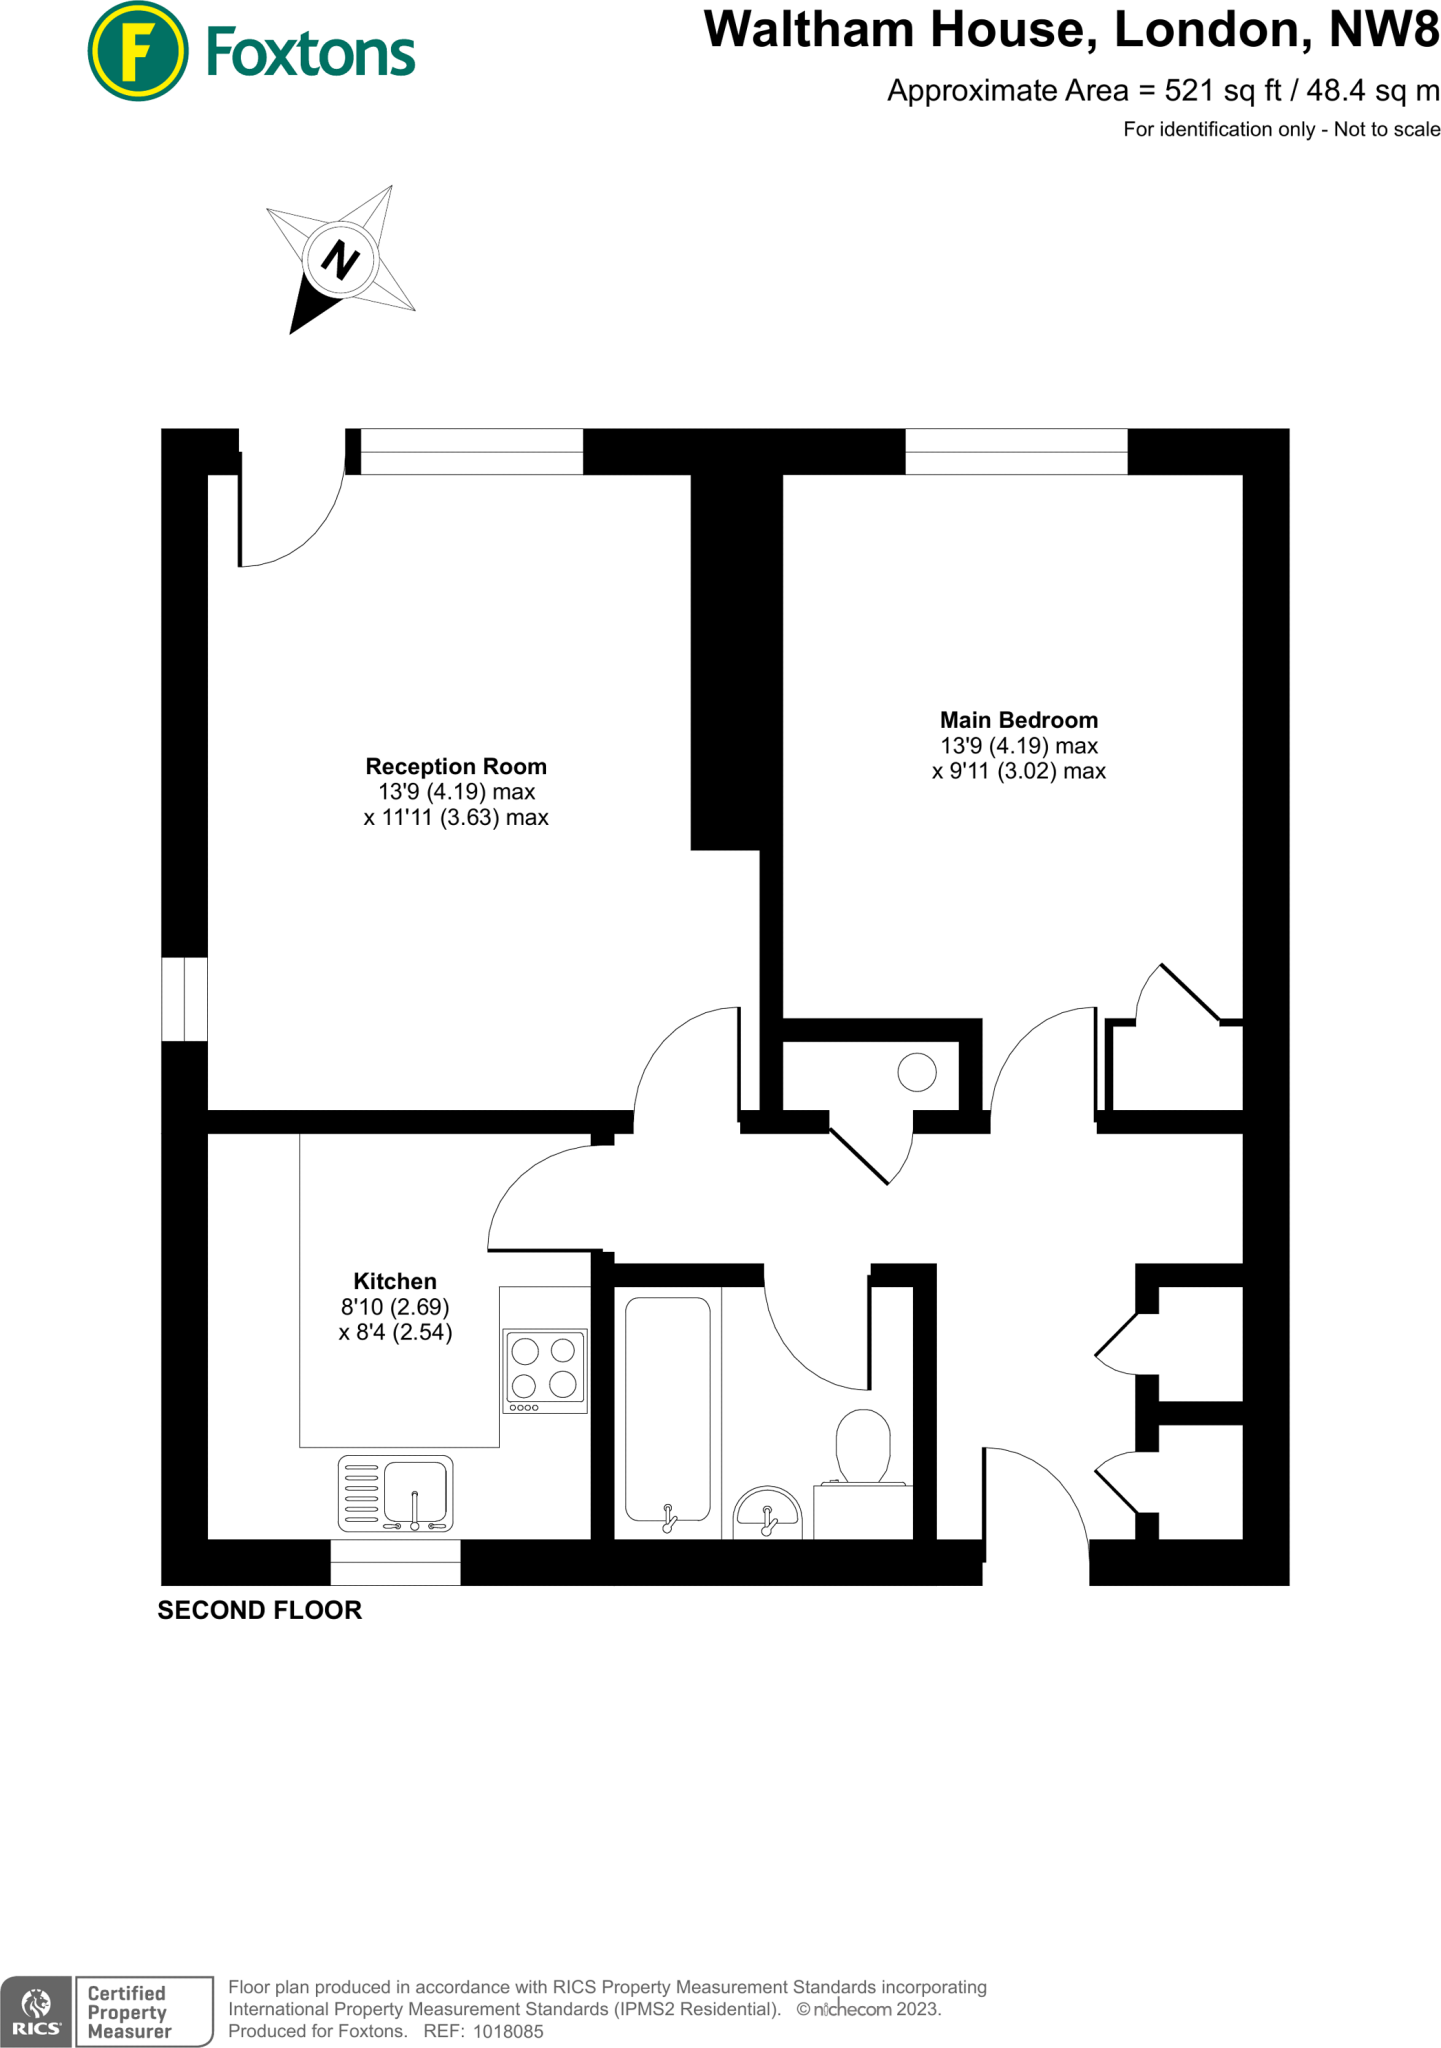 Foxtons
Waltham House, London, NW8
Approximate Area = 521 sq ft / 48.4 sq m
For identification only - Not to scale
N
Main Bedroom
13'9 (4.19) max
x 9'11 (3.02) max
Reception Room
13'9 (4.19) max
x 11'11 (3.63) max
Kitchen
8'10 (2.69)
x 8'4 (2.54)
SECOND FLOOR
RICS
Certified
Property
Measurer
Floor plan produced in accordance with RICS Property Measurement Standards incorporating
International Property Measurement Standards (IPMS2 Residential). © nichecom 2023.
Produced for Foxtons. REF: 1018085